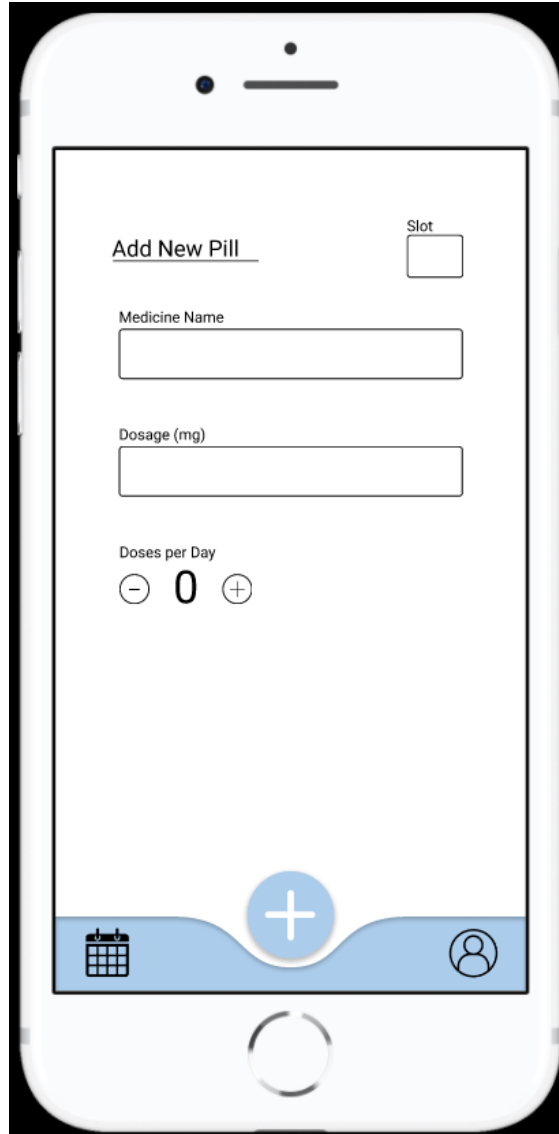 Slot
Add New Pill
Medicine Name
Dosage (mg)
Doses per Day
0